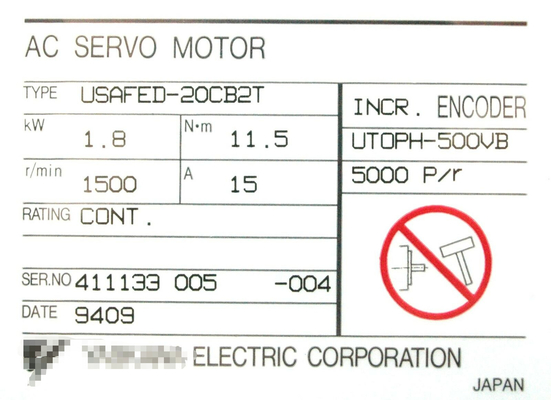 AC SERVO MOTOR
TYPE USAFED-20CB2T
INCR. ENCODER
kW 1.8 N•m 11.5
UTOPH-500VB
r/min 1500 A 15
5000 P/r
RATING CONT.
SER.NO 411133 005 -004
DATE 9409
ELECTRIC CORPORATION
JAPAN